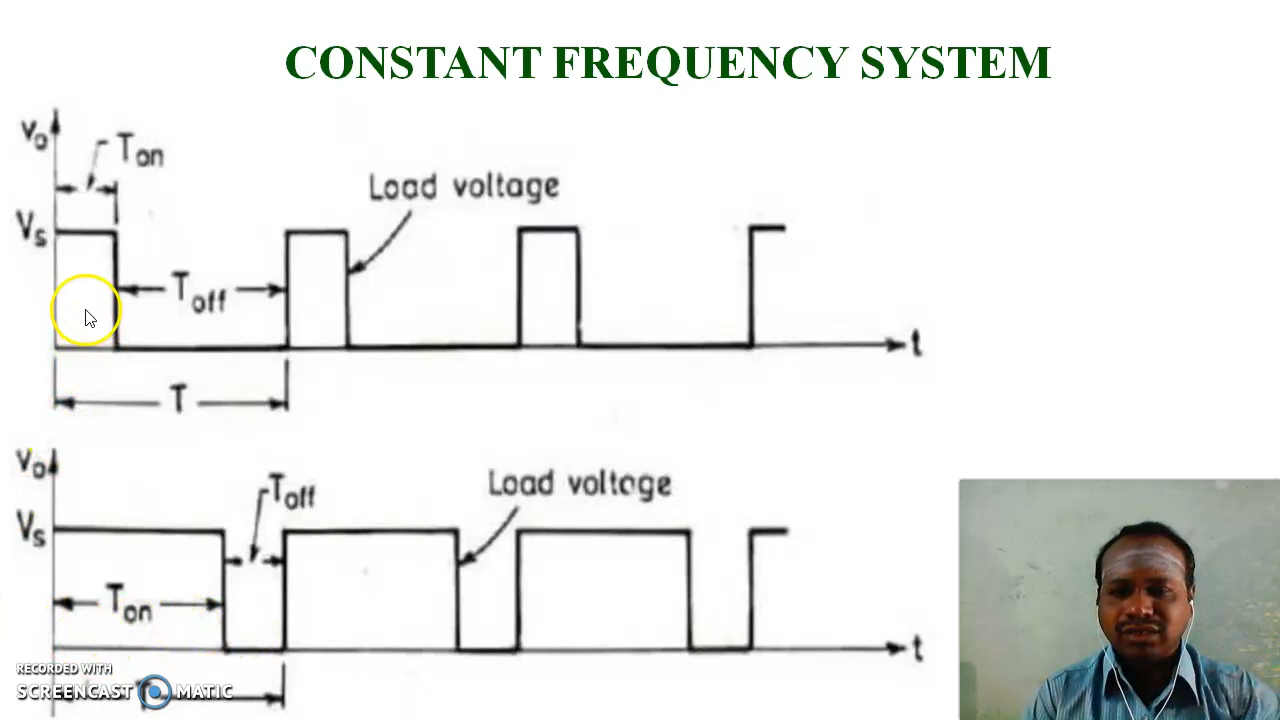 CONSTANT FREQUENCY SYSTEM
vo
Ton
Load voltage
Vs
Toff
t
T
vo
Toff
Load voltage
Vs
Ton
t
RECORDED WITH
SCREENCAST MATIC